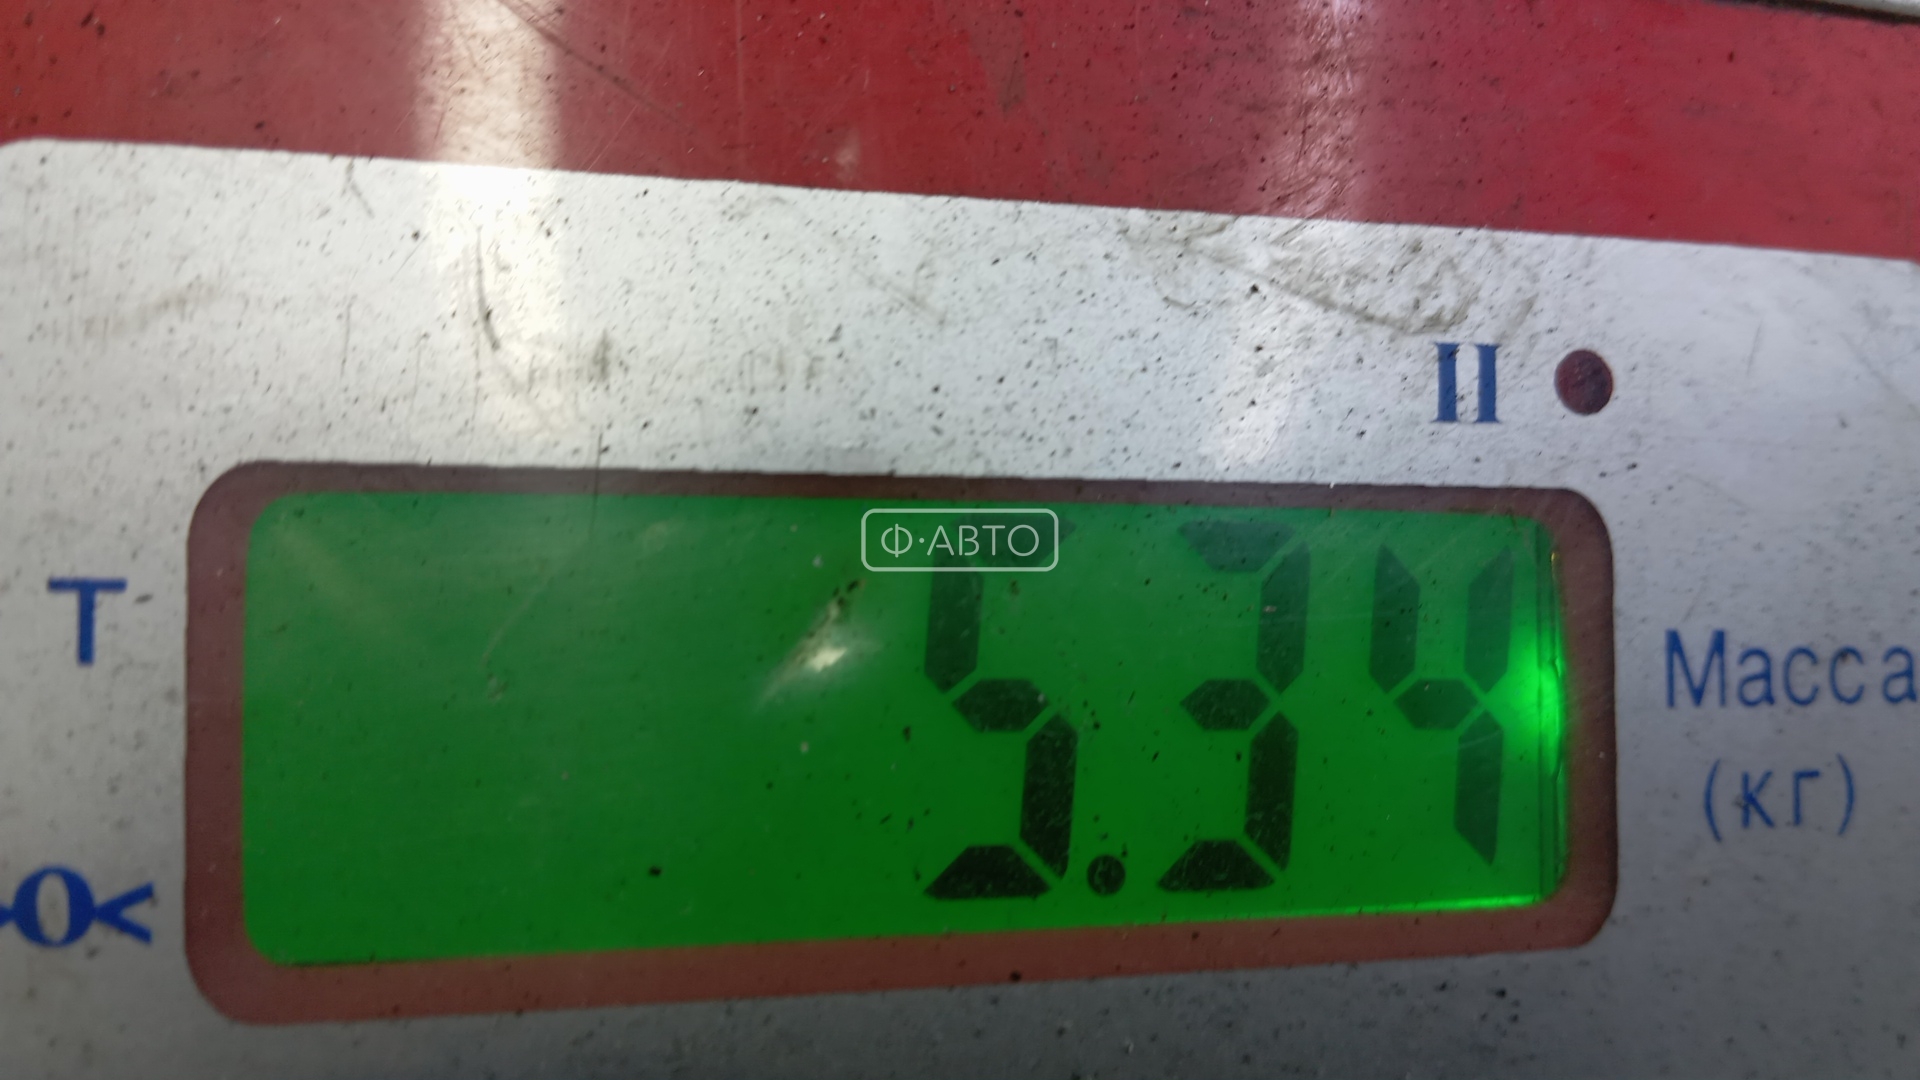 II
Ф·АВТО
T
5.34
Масса
(кг)
>0<